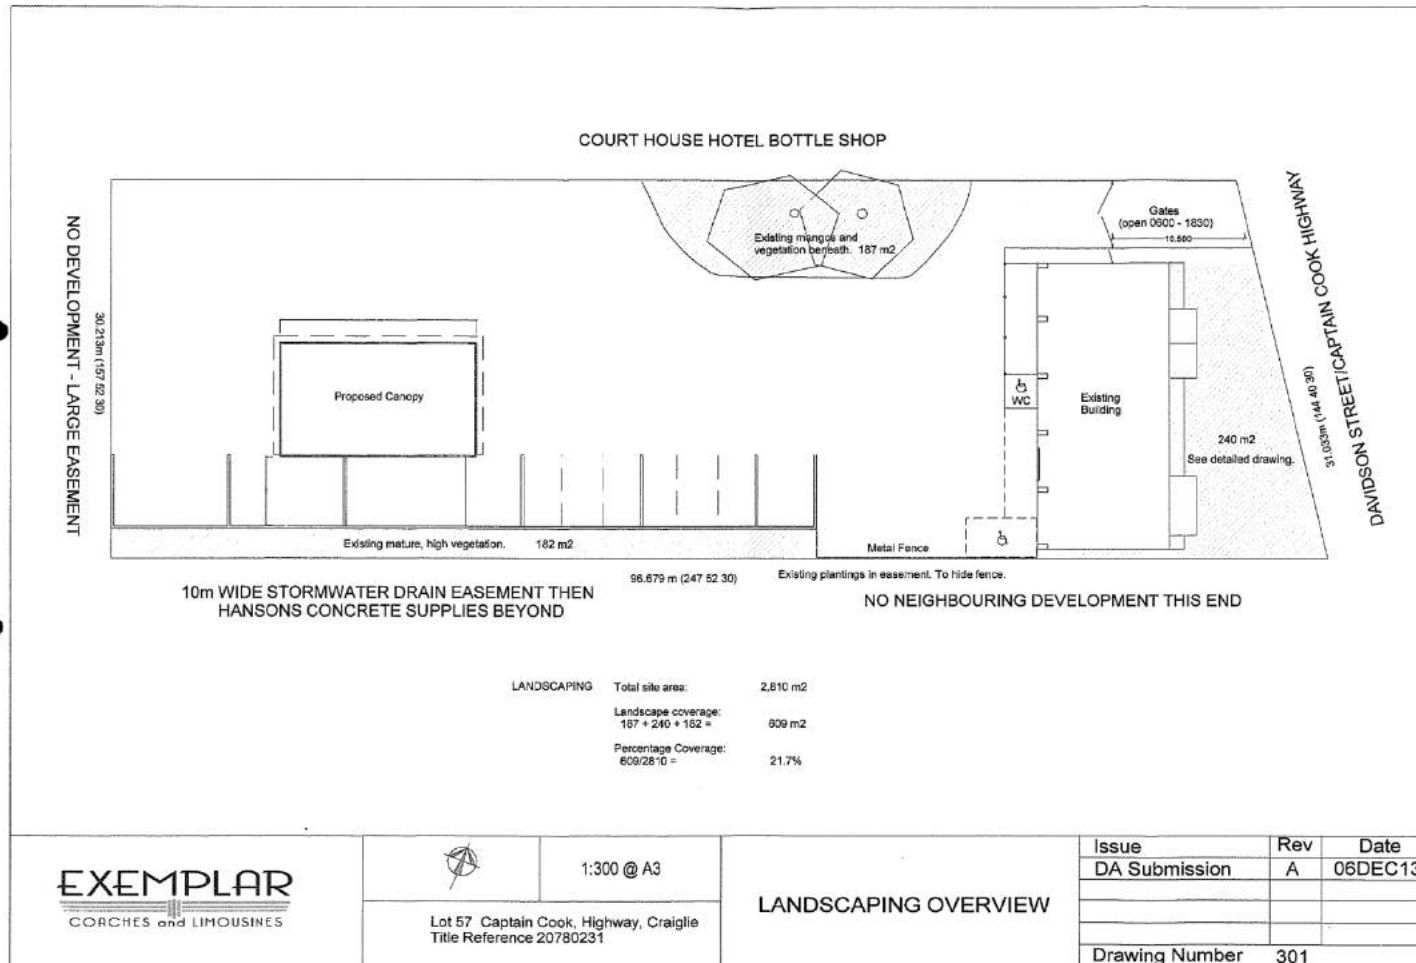 COURT HOUSE HOTEL BOTTLE SHOP
Gates
(open 0600 - 1830)
10,500
Existing mangos and
vegetation beneath. 187 m2
NO DEVELOPMENT - LARGE EASEMENT
30.213m (157 52 30)
Proposed Canopy
WC
Existing
Building
240 m2
See detailed drawing.
31.033m (144 40 30)
DAVIDSON STREET/CAPTAIN COOK HIGHWAY
Existing mature, high vegetation. 182 m2
Metal Fence
96.679 m (247 52 30)
Existing plantings in easement. To hide fence.
10m WIDE STORMWATER DRAIN EASEMENT THEN
HANSONS CONCRETE SUPPLIES BEYOND
NO NEIGHBOURING DEVELOPMENT THIS END
LANDSCAPING Total site area: 2,810 m2
Landscape coverage:
187 + 240 + 182 = 609 m2
Percentage Coverage:
609/2810 = 21.7%
EXEMPLAR
COACHES and LIMOUSINES
1:300 @ A3
Lot 57 Captain Cook, Highway, Craiglie
Title Reference 20780231
LANDSCAPING OVERVIEW
Issue Rev Date
DA Submission A 06DEC13
Drawing Number 301